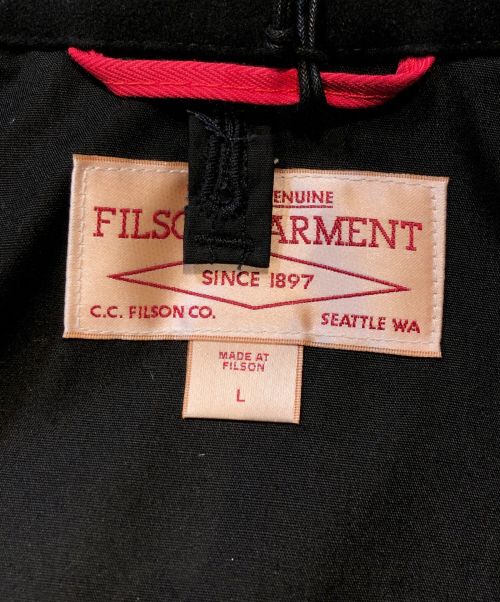 ENUINE
FILSO ARMENT
SINCE 1897
C.C. FILSON CO.
SEATTLE WA
MADE AT
FILSON
L